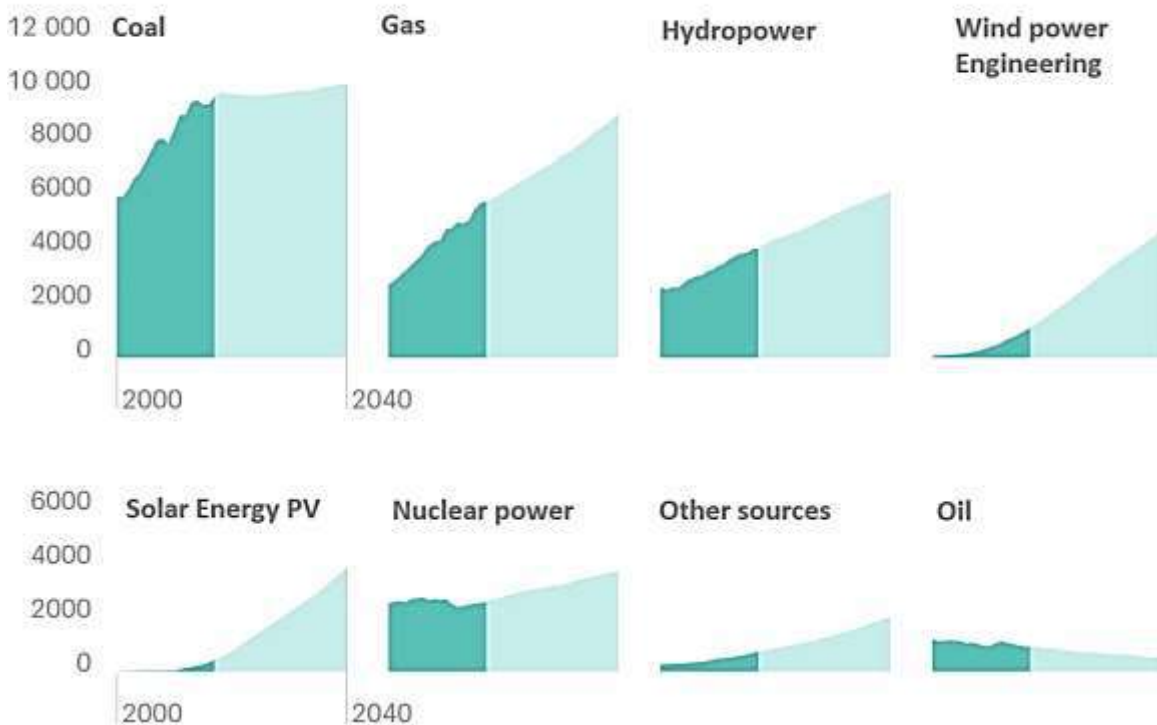 12 000
Coal
Gas
Hydropower
Wind power
Engineering
10 000
8000
6000
4000
2000
0
2000
2040
6000
Solar Energy PV
Nuclear power
Other sources
Oil
4000
2000
0
2000
2040